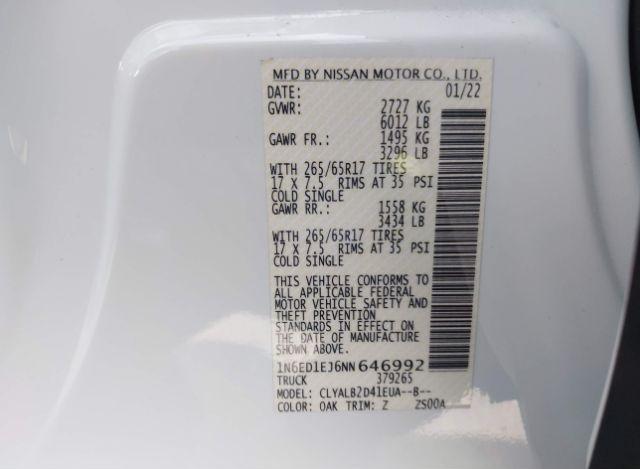 MFD BY NISSAN MOTOR CO., LTD.
DATE: 01/22
GVWR: 2727 KG
6012 LB
GAWR FR.: 1495 KG
3296 LB
WITH 265/65R17 TIRES
17 X 7.5 RIMS AT 35 PSI
COLD SINGLE
GAWR RR.: 1558 KG
3434 LB
WITH 265/65R17 TIRES
17 X 7.5 RIMS AT 35 PSI
COLD SINGLE
THIS VEHICLE CONFORMS TO
ALL APPLICABLE FEDERAL
MOTOR VEHICLE SAFETY AND
THEFT PREVENTION
STANDARDS IN EFFECT ON
THE DATE OF MANUFACTURE
SHOWN ABOVE.
1N6ED1EJ6NN646992
TRUCK 379265
MODEL: CLYALB2D41EUA--B--
COLOR: OAK TRIM: Z ZS00A